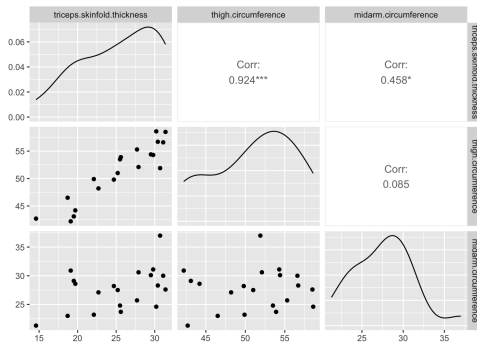 triceps.skinfold.thickness thigh.circumference midarm.circumference
0.06
0.04
0.02
0.00
Corr:
0.924***
Corr:
0.458*
triceps.skinfold.thickness
55
50
45
Corr:
0.085
thigh.circumference
35
30
25
midarm.circumference
15 20 25 30 45 50 55 25 30 35